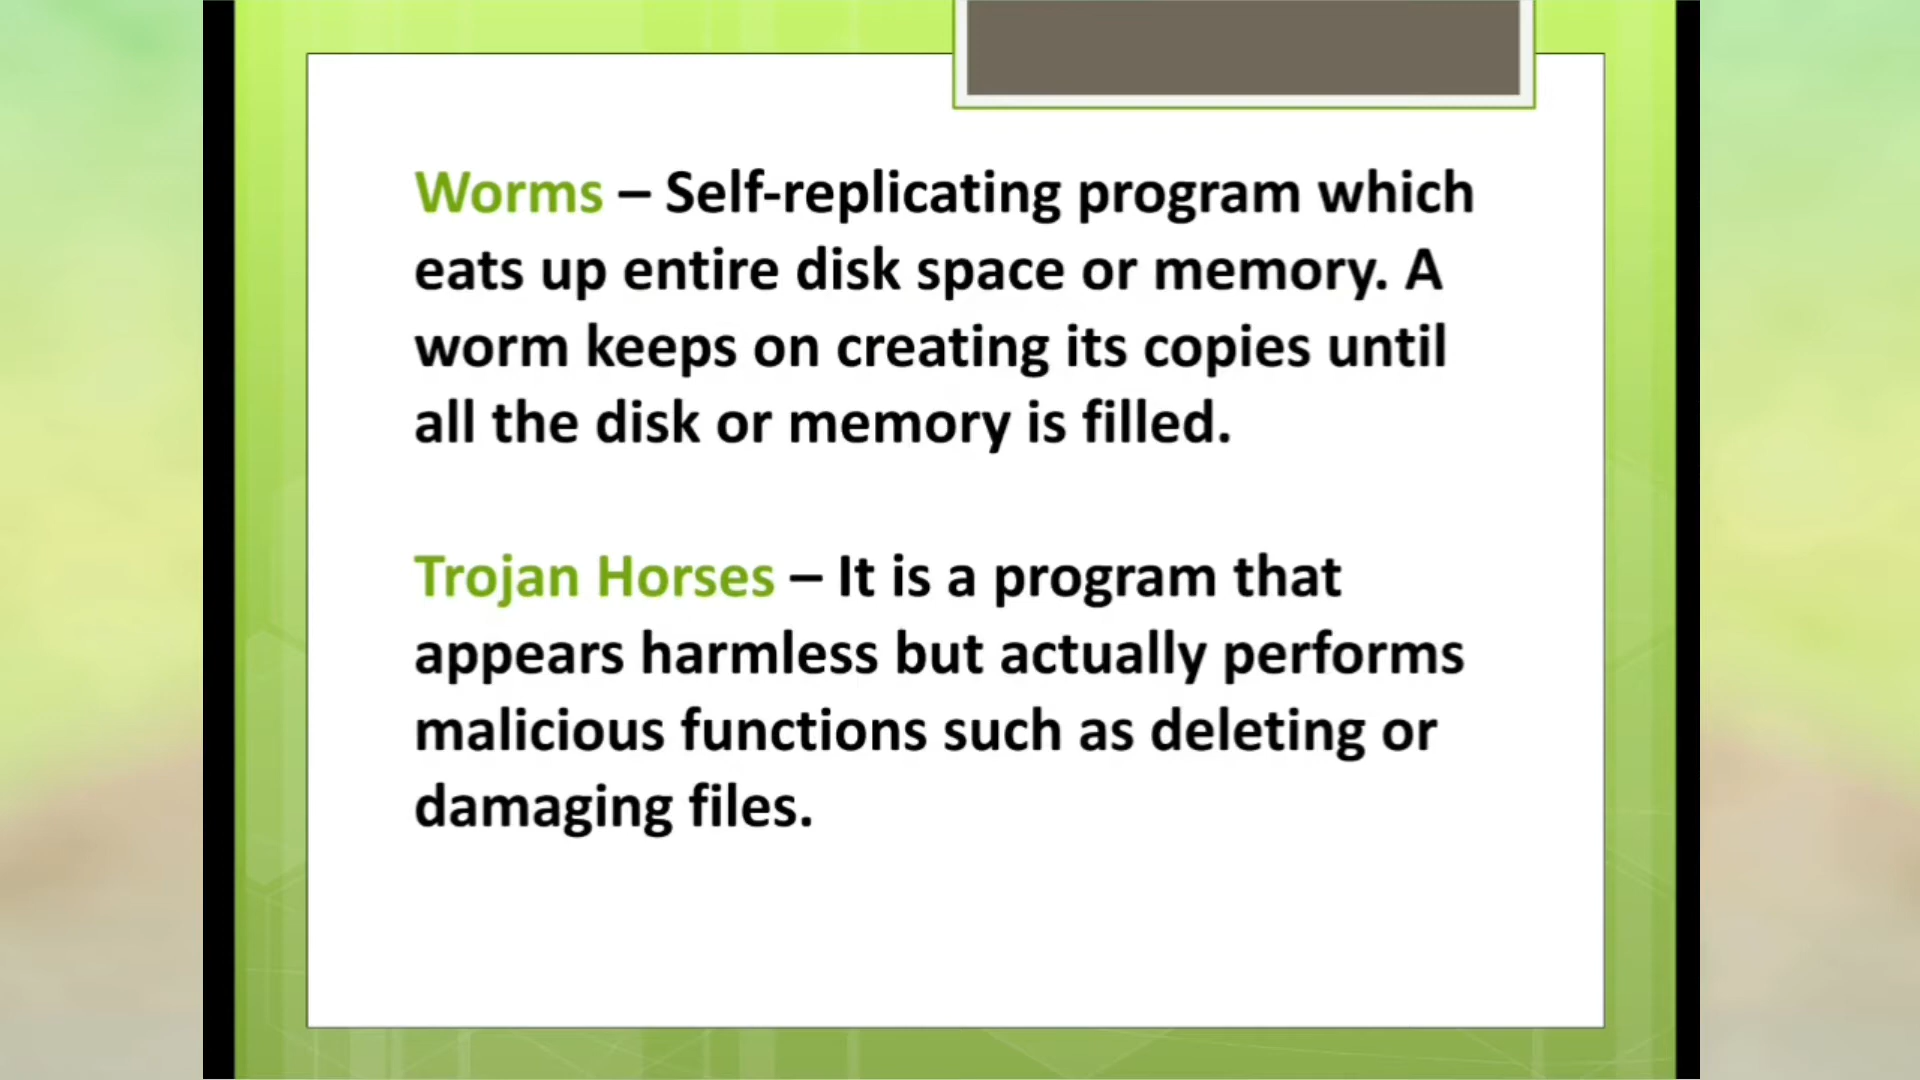 Worms – Self-replicating program which
eats up entire disk space or memory. A
worm keeps on creating its copies until
all the disk or memory is filled.
Trojan Horses – It is a program that
appears harmless but actually performs
malicious functions such as deleting or
damaging files.